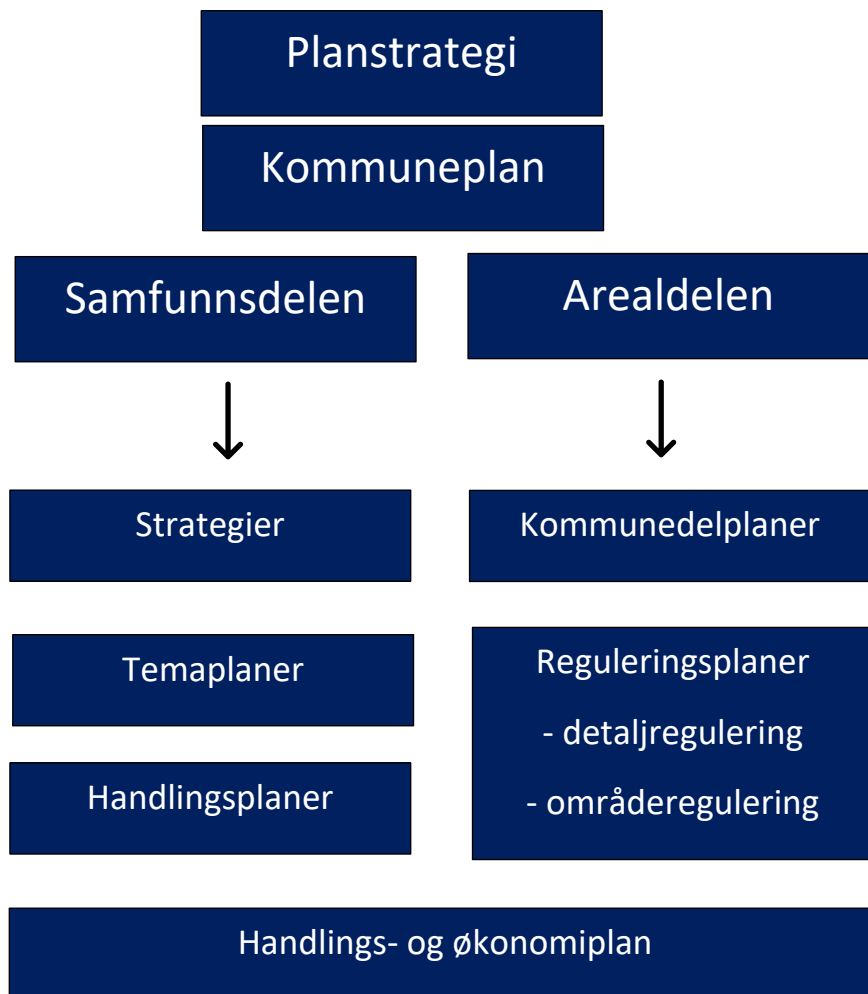 Planstrategi
Kommuneplan
Samfunnsdelen
Arealdelen
Strategier
Kommunedelplaner
Temaplaner
Reguleringsplaner
- detaljregulering
- områderegulering
Handlingsplaner
Handlings- og økonomiplan